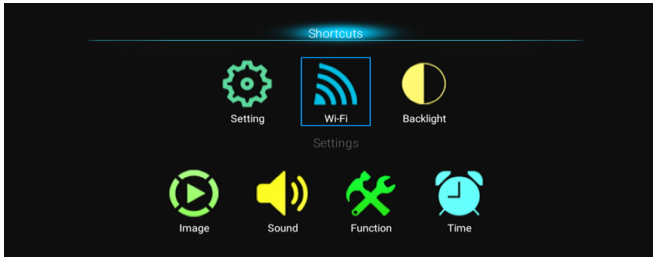 Shortcuts
Setting Wi-Fi Backlight
Settings
Image Sound Function Time